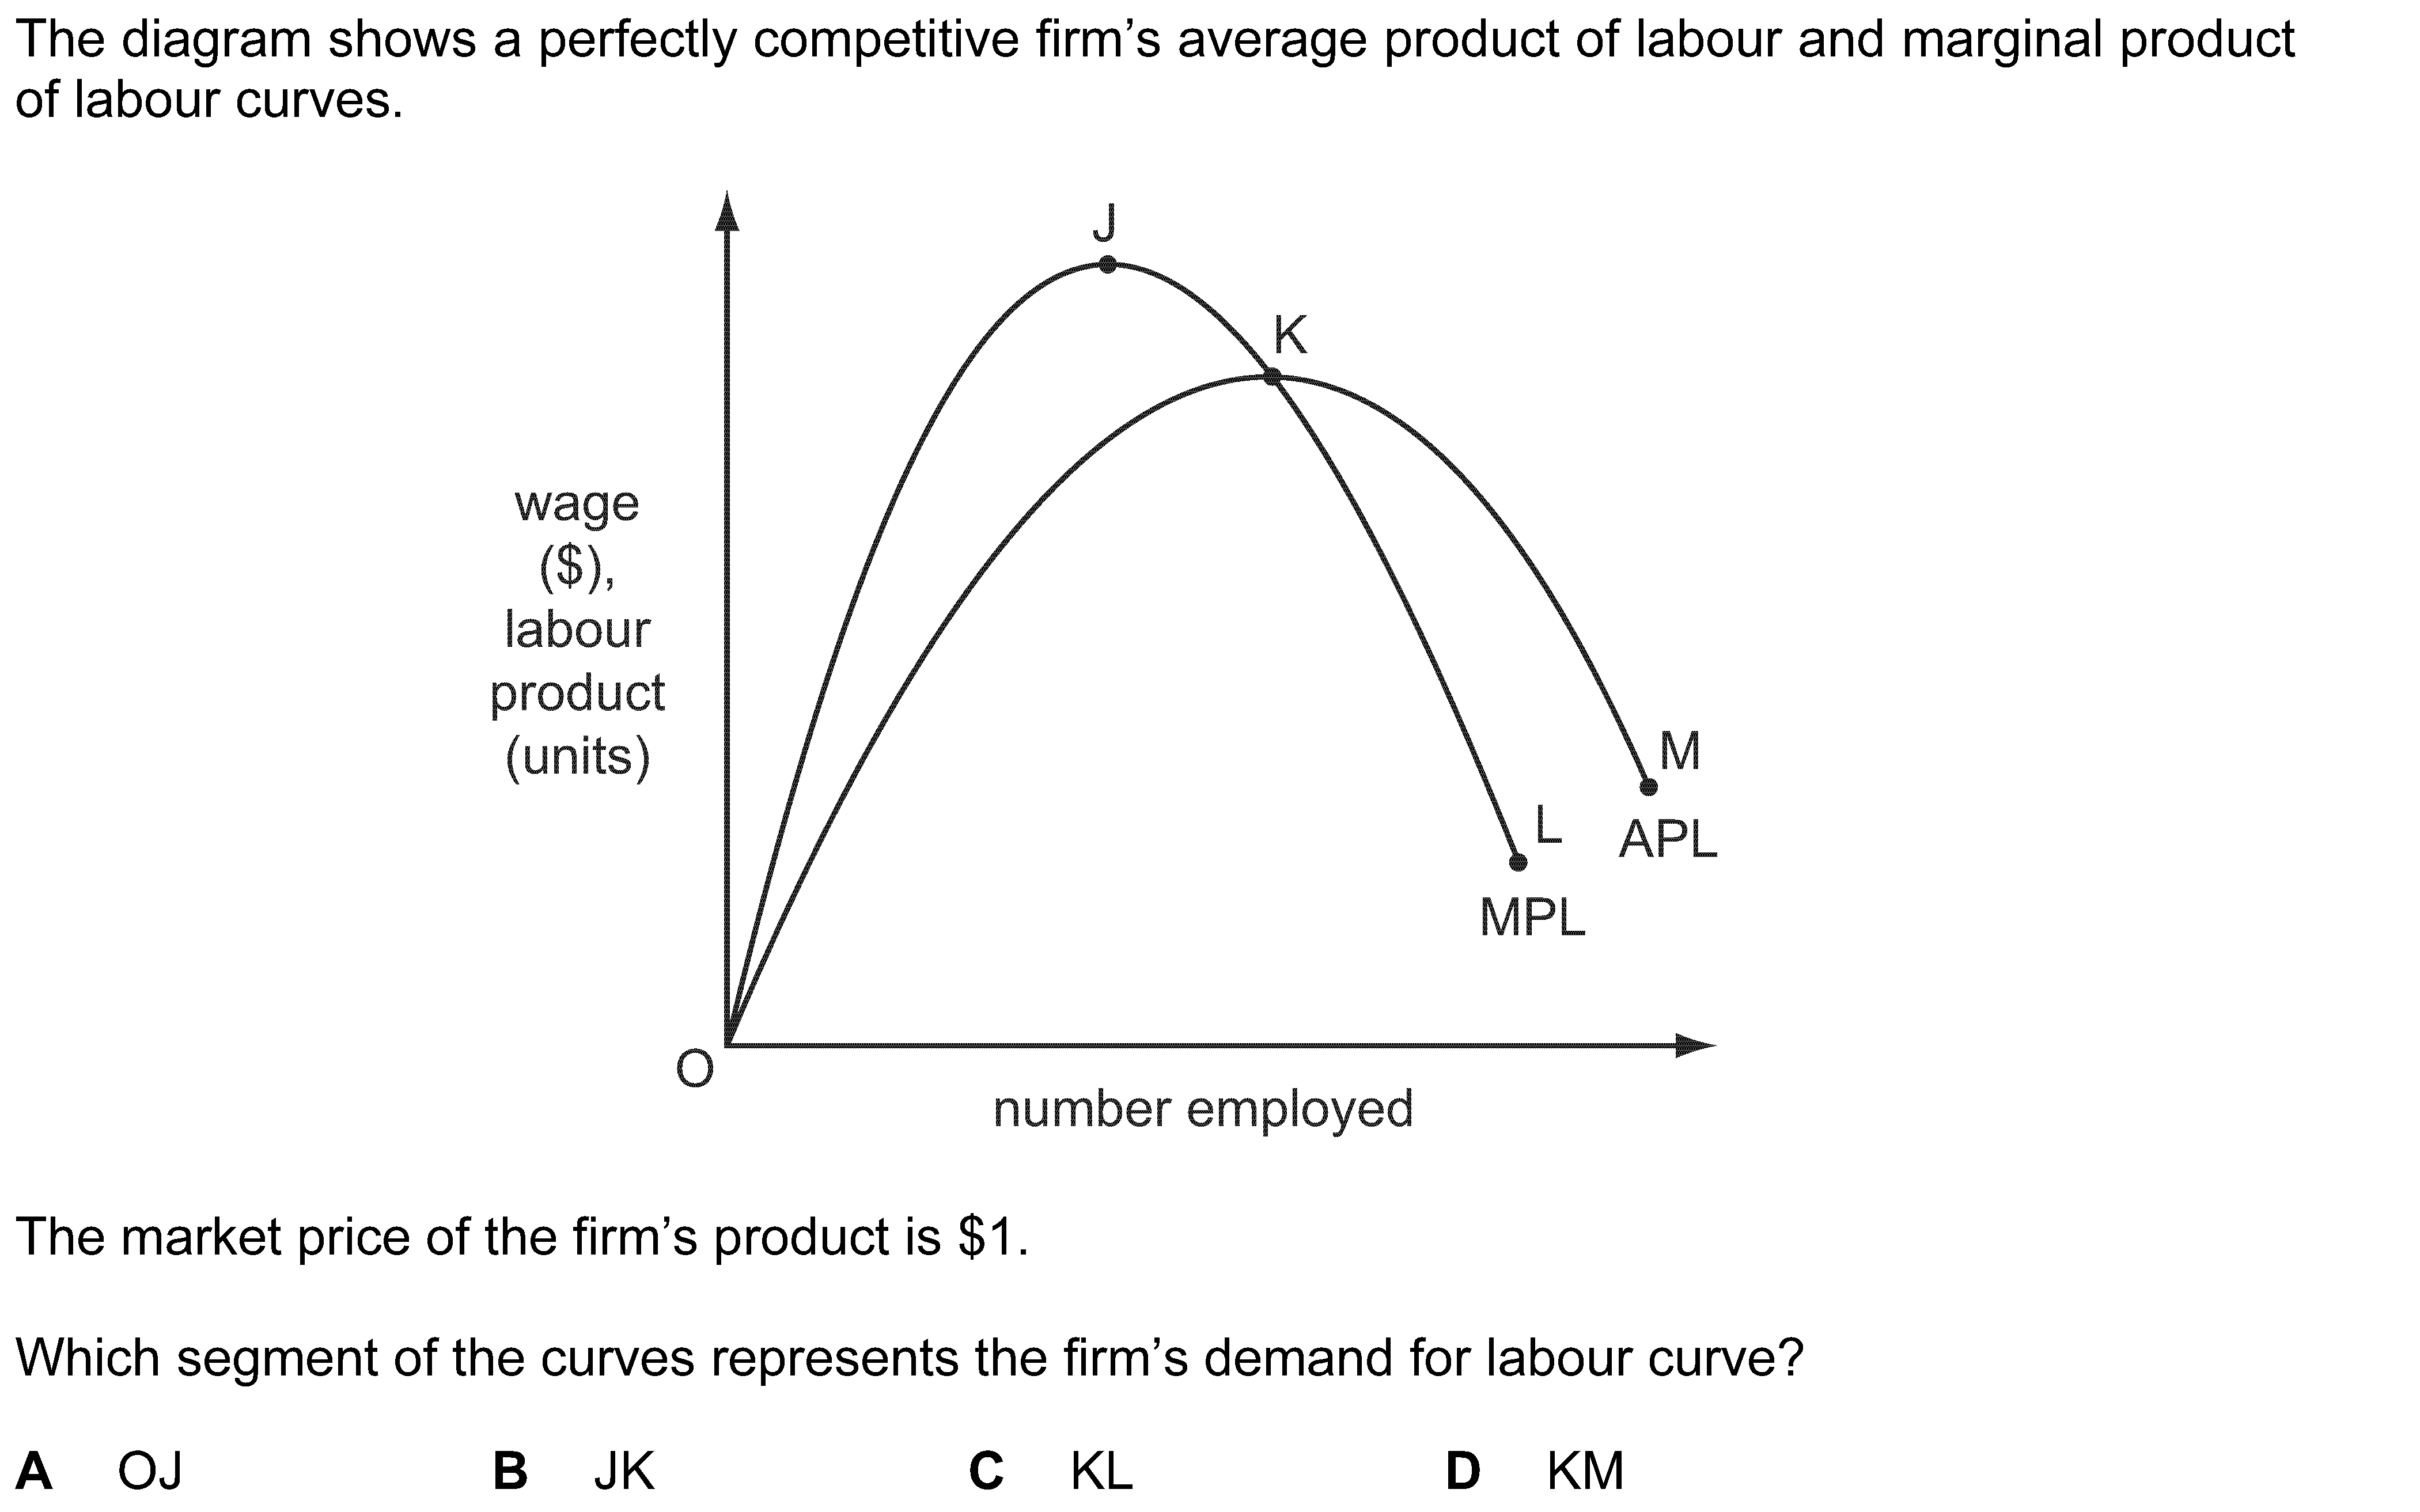 The diagram shows a perfectly competitive firm’s average product of labour and marginal product
of labour curves.
J
K
wage
($),
labour
product
(units)
M
L
APL
MPL
O
number employed
The market price of the firm’s product is $1.
Which segment of the curves represents the firm’s demand for labour curve?
A OJ B JK C KL D KM